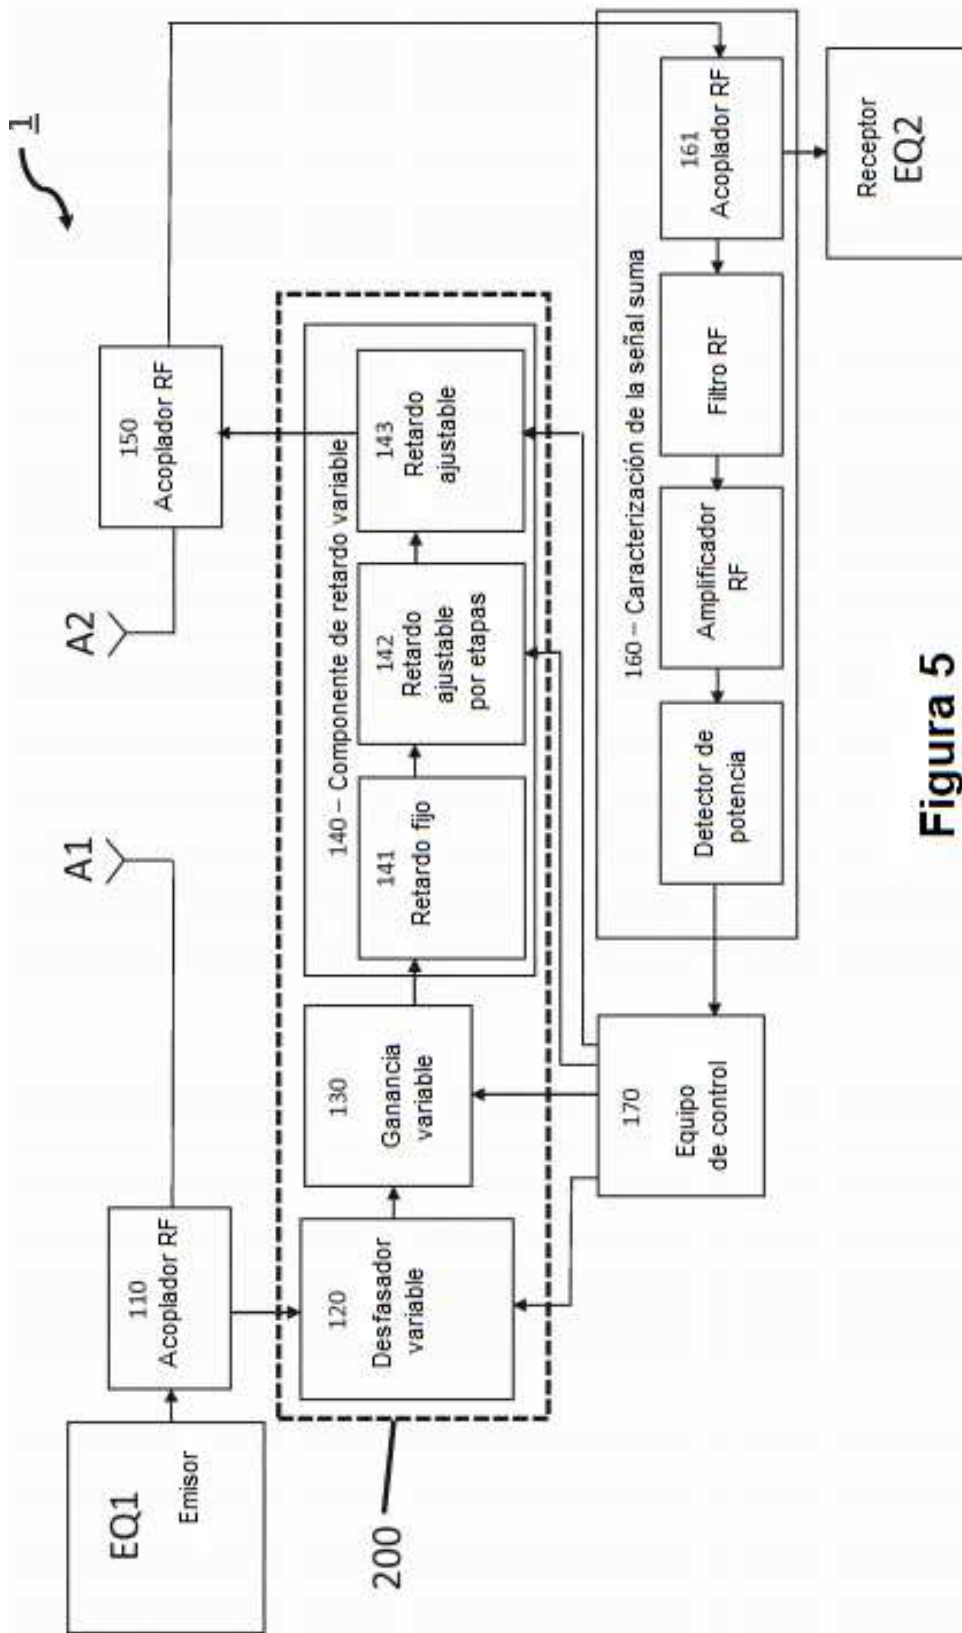 1
EQ1
Emisor
110
Acoplador RF
A1
A2
150
Acoplador RF
200
120
Desfasador
variable
130
Ganancia
variable
140 – Componente de retardo variable
141
Retardo fijo
142
Retardo
ajustable
por etapas
143
Retardo
ajustable
170
Equipo
de control
160 – Caracterización de la señal suma
Detector de
potencia
Amplificador
RF
Filtro RF
161
Acoplador RF
Receptor
EQ2
Figura 5